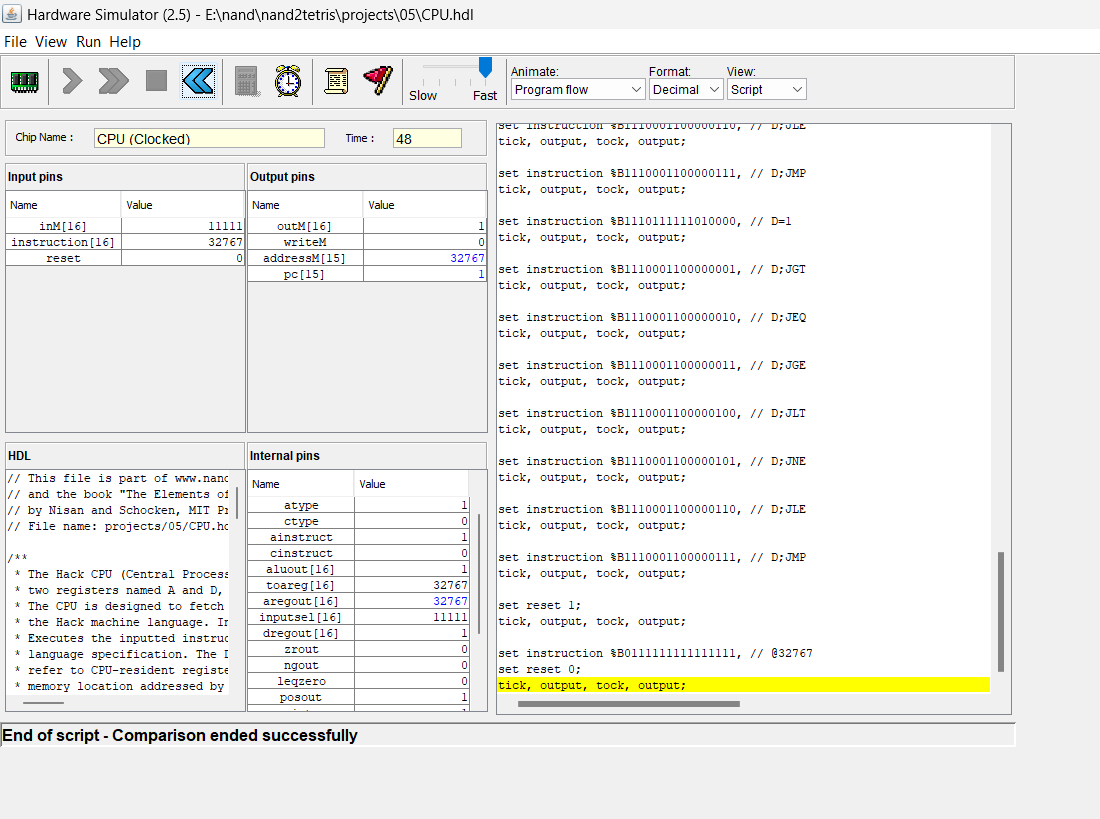 Hardware Simulator (2.5) - E:\nand\nand2tetris\projects\05\CPU.hdl
File View Run Help
Slow Fast
Animate: Format: View:
Program flow Decimal Script
Chip Name : CPU (Clocked) Time : 48
Input pins
Name Value
inM[16] 11111
instruction[16] 32767
reset 0
Output pins
Name Value
outM[16] 1
writeM 0
addressM[15] 32767
pc[15] 1
HDL
// This file is part of www.nand
// and the book "The Elements of
// by Nisan and Schocken, MIT Pr
// File name: projects/05/CPU.hd
/**
* The Hack CPU (Central Process
* two registers named A and D,
* The CPU is designed to fetch
* the Hack machine language. In
* Executes the inputted instruc
* language specification. The D
* refer to CPU-resident registe
* memory location addressed by
Internal pins
Name Value
atype 1
ctype 0
ainstruct 1
cinstruct 0
aluout[16] 1
toareg[16] 32767
aregout[16] 32767
inputsel[16] 11111
dregout[16] 1
zrout 0
ngout 0
leqzero 0
posout 1
set instruction %B1110001100000110, // D;JLE
tick, output, tock, output;
set instruction %B1110001100000111, // D;JMP
tick, output, tock, output;
set instruction %B1110111111010000, // D=1
tick, output, tock, output;
set instruction %B1110001100000001, // D;JGT
tick, output, tock, output;
set instruction %B1110001100000010, // D;JEQ
tick, output, tock, output;
set instruction %B1110001100000011, // D;JGE
tick, output, tock, output;
set instruction %B1110001100000100, // D;JLT
tick, output, tock, output;
set instruction %B1110001100000101, // D;JNE
tick, output, tock, output;
set instruction %B1110001100000110, // D;JLE
tick, output, tock, output;
set instruction %B1110001100000111, // D;JMP
tick, output, tock, output;
set reset 1;
tick, output, tock, output;
set instruction %B0111111111111111, // @32767
set reset 0;
tick, output, tock, output;
End of script - Comparison ended successfully